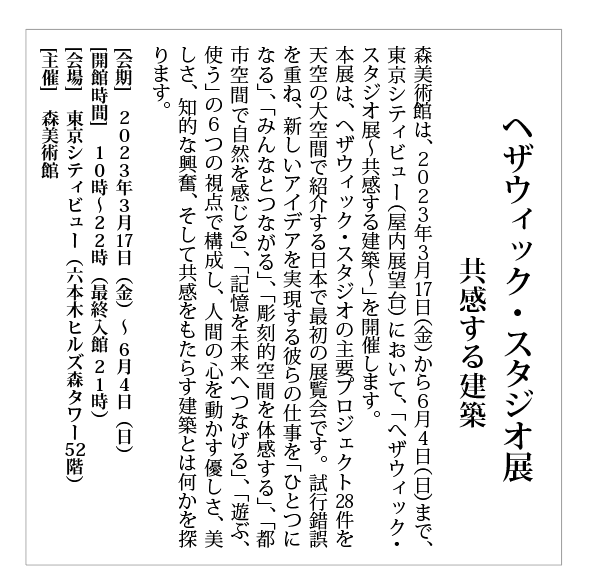 ヘザウィック・スタジオ展
共感する建築
森美術館は、2023年3月17日(金)から6月4日(日)まで、
東京シティビュー(屋内展望台)において、「ヘザウィック・
スタジオ展〜共感する建築〜」を開催します。
本展は、ヘザウィック・スタジオの主要プロジェクト28件を
天空の大空間で紹介する日本で最初の展覧会です。試行錯誤
を重ね、新しいアイデアを実現する彼らの仕事を「ひとつに
なる」、「みんなとつながる」、「彫刻的空間を体感する」、「都
市空間で自然を感じる」、「記憶を未来へつなげる」、「遊ぶ、
使う」の6つの視点で構成し、人間の心を動かす優しさ、美
しさ、知的な興奮、そして共感をもたらす建築とは何かを探
ります。
[会期] 2023年3月17日(金)〜6月4日(日)
[開館時間] 10時〜22時(最終入館 21時)
[会場] 東京シティビュー(六本木ヒルズ森タワー52階)
[主催] 森美術館